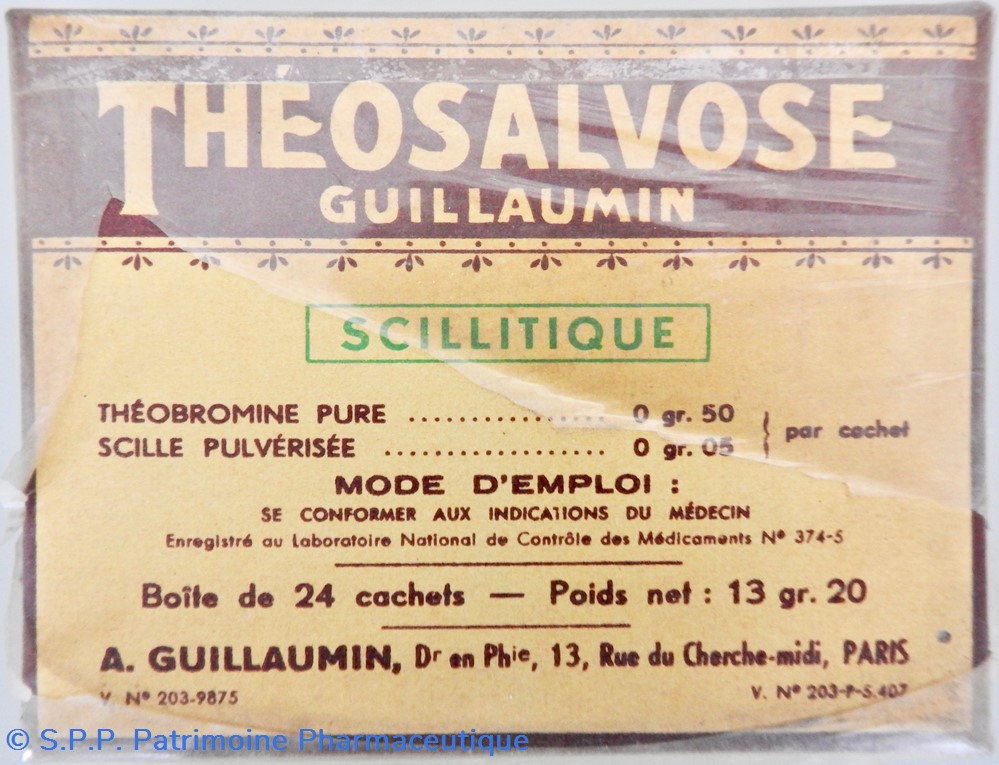 THÉOSALVOSE
GUILLAUMIN
SCILLITIQUE
THÉOBROMINE PURE .................. 0 gr. 50
SCILLE PULVÉRISÉE .................. 0 gr. 05
} par cachet
MODE D'EMPLOI :
SE CONFORMER AUX INDICATIONS DU MÉDECIN
Enregistré au Laboratoire National de Contrôle des Médicaments N° 374-5
Boîte de 24 cachets — Poids net : 13 gr. 20
A. GUILLAUMIN, Dr en Phie, 13, Rue du Cherche-midi, PARIS
V. N° 203-9875 V. N° 203-P-5.407
© S.P.P. Patrimoine Pharmaceutique